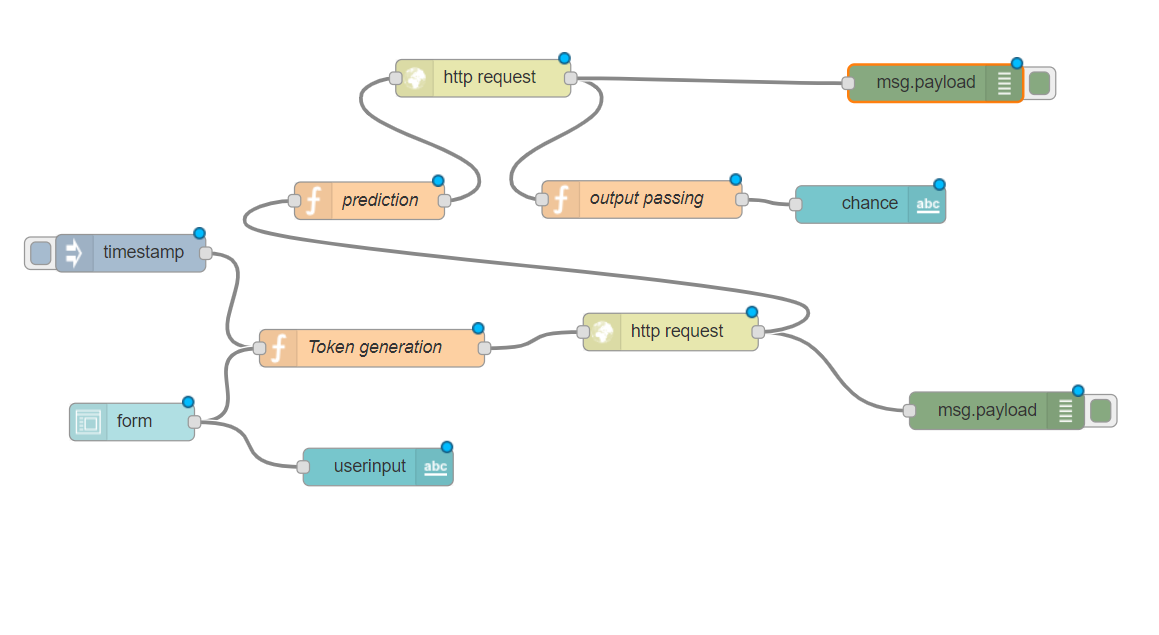 http request
msg.payload
prediction
output passing
chance
abc
timestamp
Token generation
http request
form
msg.payload
userinput
abc